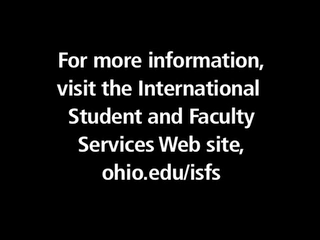 For more information,
visit the International
Student and Faculty
Services Web site,
ohio.edu/isfs